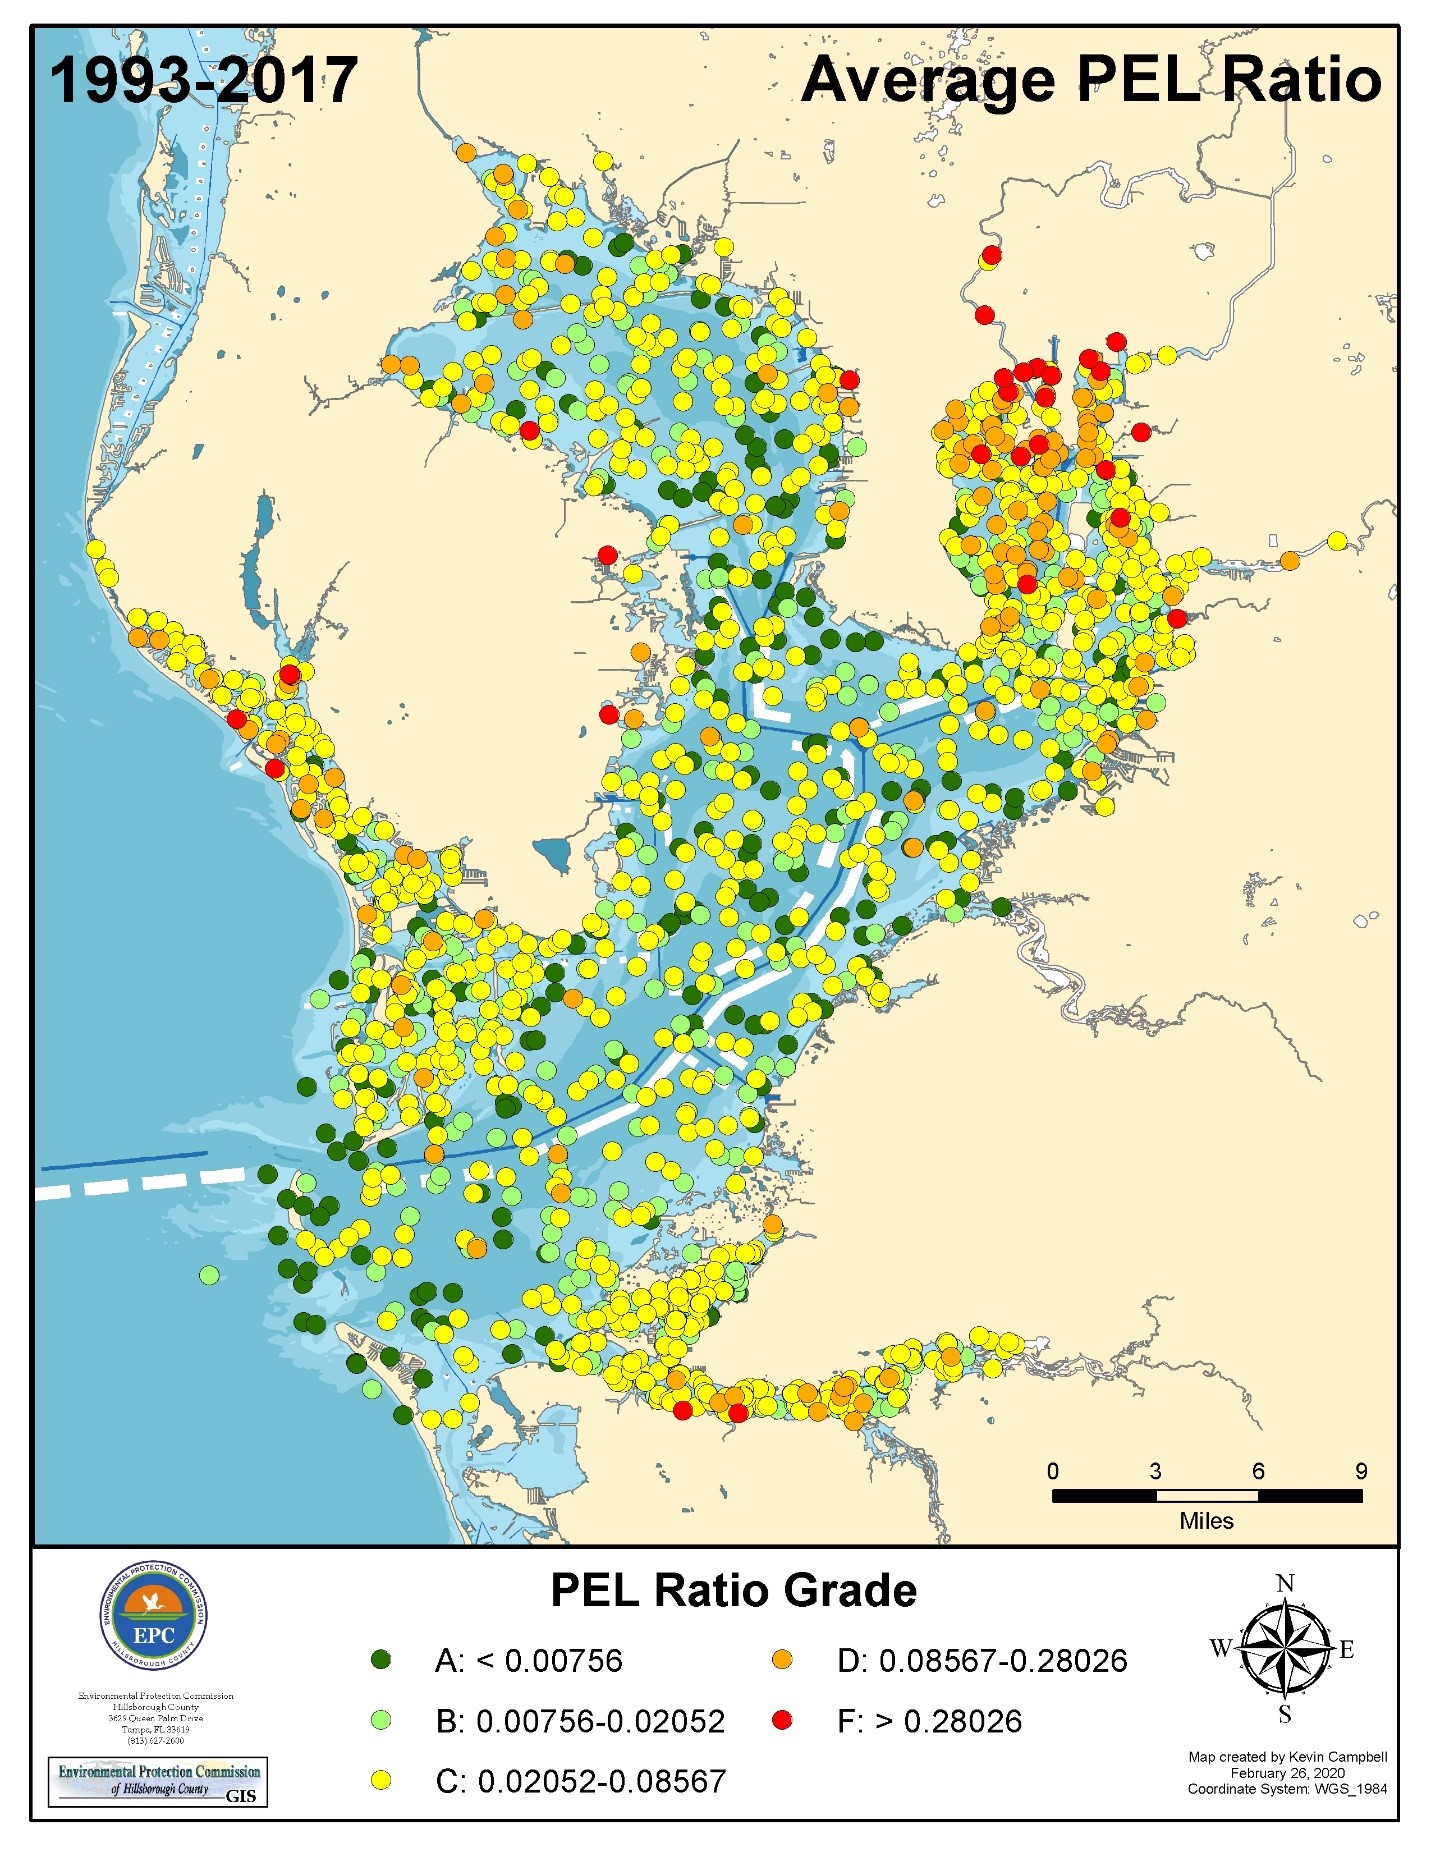 1993-2017
Average PEL Ratio
0 3 6 9
Miles
PEL Ratio Grade
A: < 0.00756
B: 0.00756-0.02052
C: 0.02052-0.08567
D: 0.08567-0.28026
F: > 0.28026
ENVIRONMENTAL PROTECTION COMMISSION
EPC
HILLSBOROUGH COUNTY
Environmental Protection Commission
Hillsborough County
3629 Queen Palm Drive
Tampa, FL 33619
(813) 627-2600
Environmental Protection Commission
of Hillsborough County
GIS
N
W E
S
Map created by Kevin Campbell
February 26, 2020
Coordinate System: WGS_1984